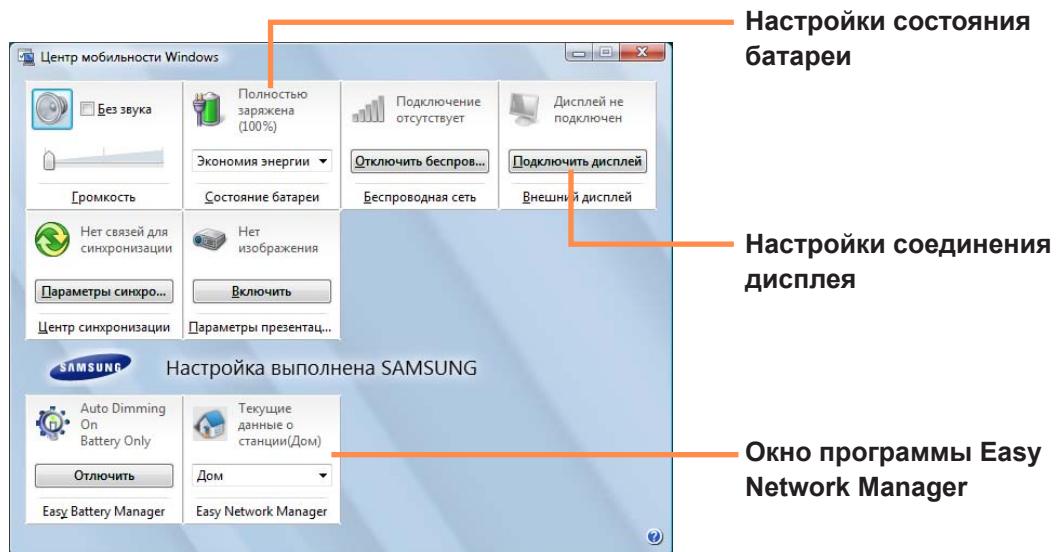 Настройки состояния
батареи
Центр мобильности Windows
Без звука
Громкость
Полностью
заряжена
(100%)
Экономия энергии
Состояние батареи
Подключение
отсутствует
Отключить беспров...
Беспроводная сеть
Дисплей не
подключен
Подключить дисплей
Внешний дисплей
Настройки соединения
дисплея
Нет связей для
синхронизации
Параметры синхро...
Центр синхронизации
Нет
изображения
Включить
Параметры презентац...
SAMSUNG
Настройка выполнена SAMSUNG
Auto Dimming
On
Battery Only
Отлючить
Easy Battery Manager
Текущие
данные о
станции(Дом)
Дом
Easy Network Manager
Окно программы Easy
Network Manager